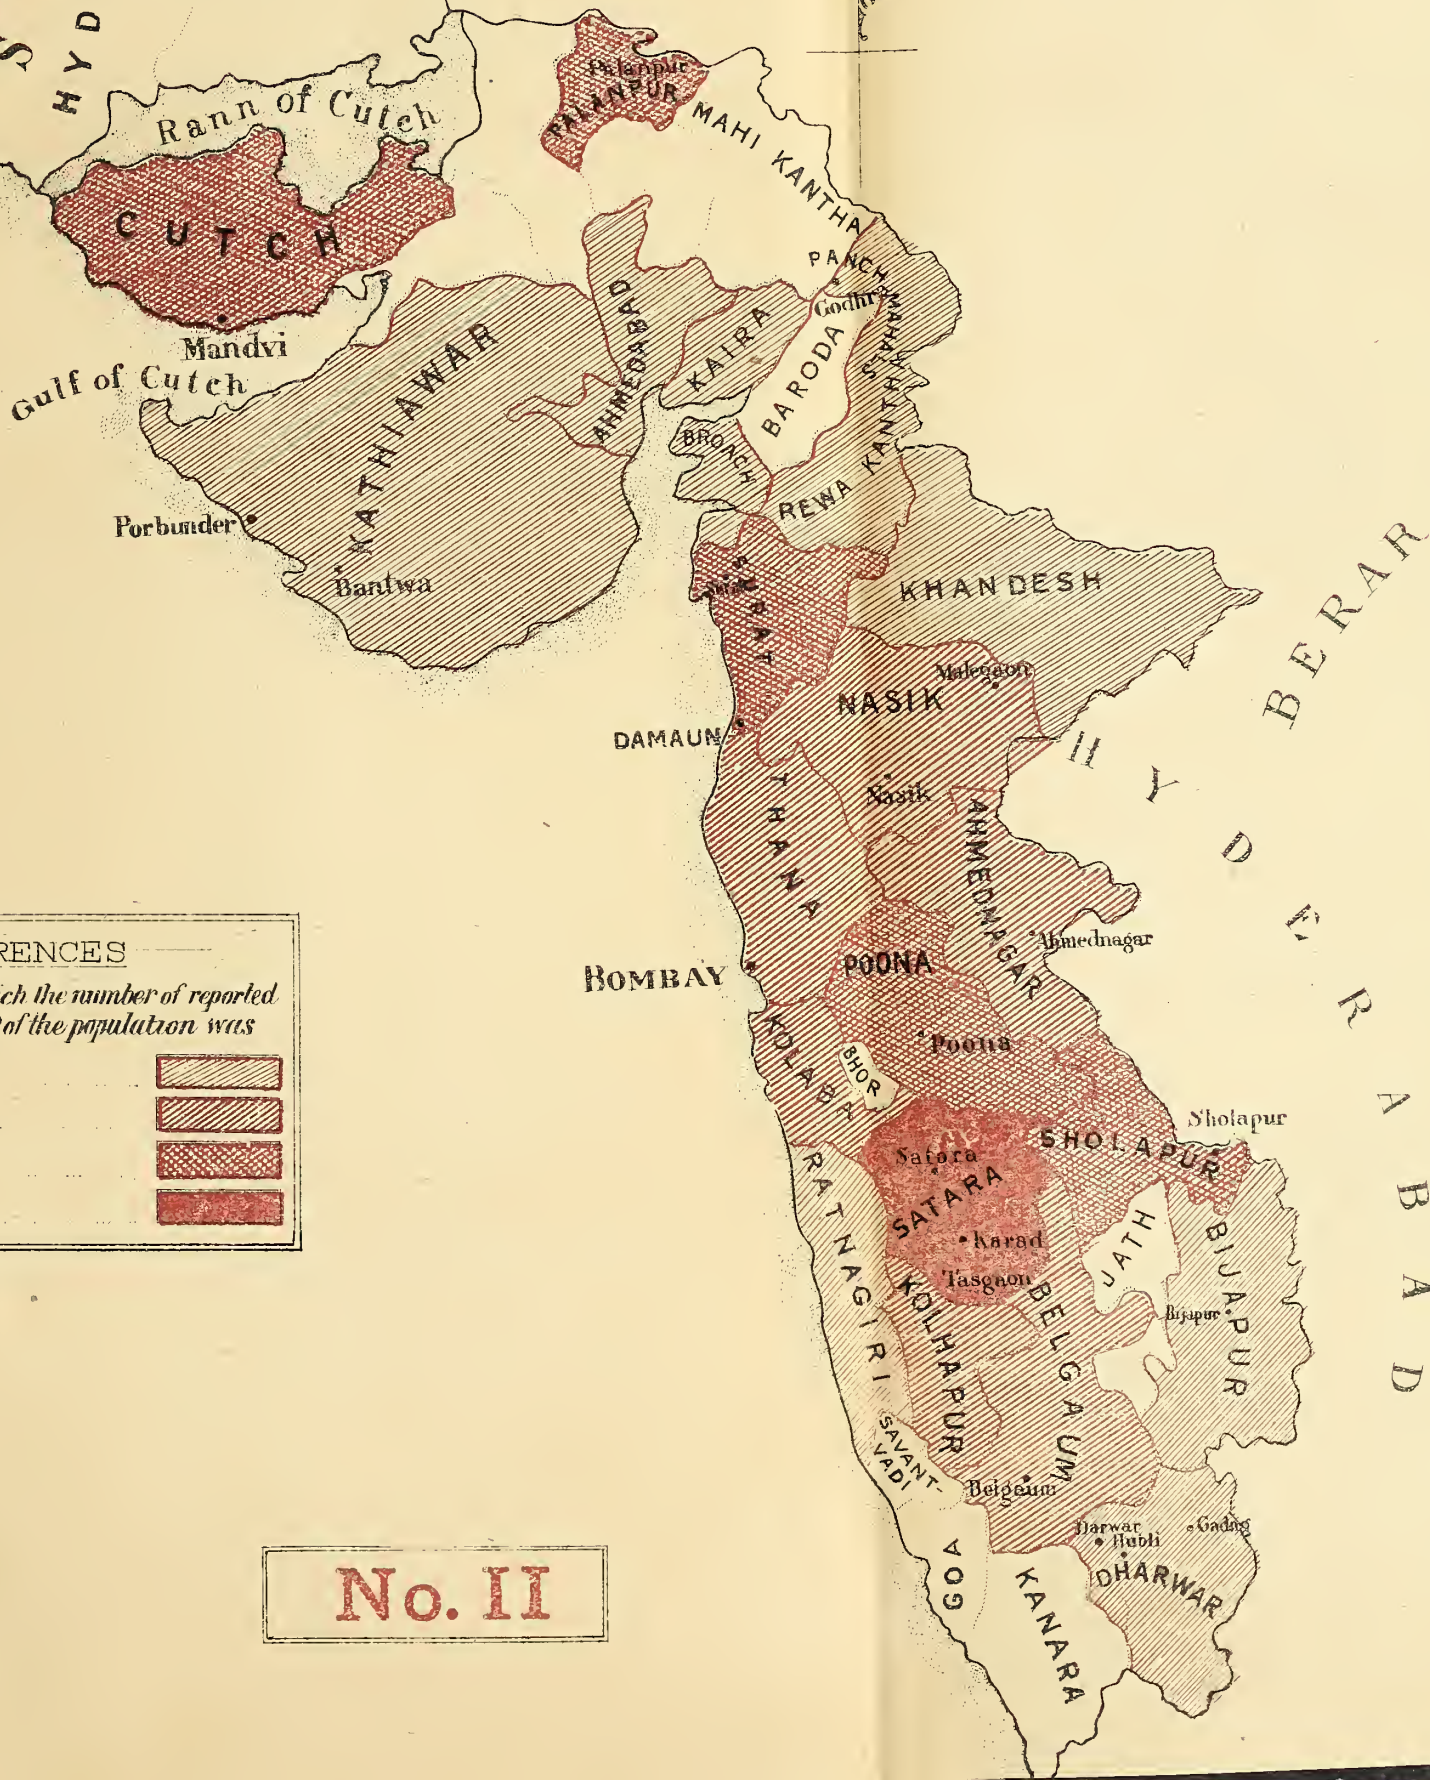 S
HYD
Rann of Cutch
CUTCH
Mandvi
Gulf of Cutch
Palanpur
PALANPUR
MAHI KANTHA
PANCH MAHALS
Godhra
AHMEDABAD
KAIRA
BARODA
BROACH
REWA KANTHA
KATHIAWAR
Porbunder
Bantwa
Surat
SURAT
KHANDESH
BERAR
HYDERABAD
DAMAUN
Malegaon
NASIK
Nasik
THANA
AHMEDNAGAR
Ahmednagar
BOMBAY
POONA
Poona
KOLABA
BHOR
Sholapur
SHOLAPUR
Satara
SATARA
Karad
Tasgaon
RATNAGIRI
KOLHAPUR
BELGAUM
JATH
BIJAPUR
Bijapur
SAVANT-
VADI
Belgaum
Darwar
Hubli
Gadag
DHARWAR
GOA
KANARA
RENCES
ch the number of reported
of the population was
No. II